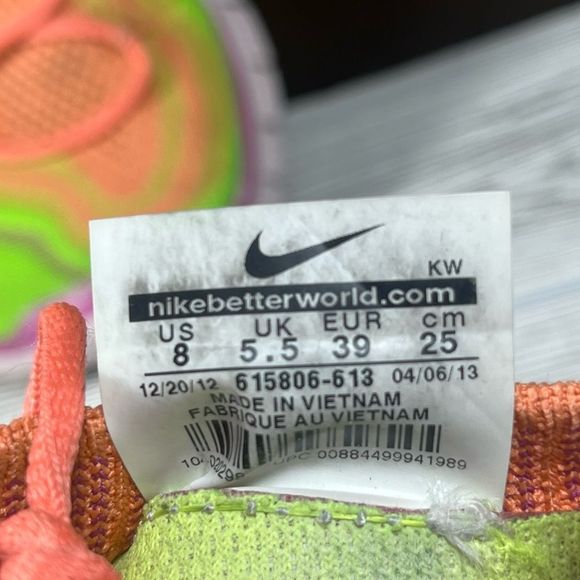 KW
nikebetterworld.com
US UK EUR cm
8 5.5 39 25
12/20/12 615806-613 04/06/13
MADE IN VIETNAM
FABRIQUE AU VIETNAM
UPC 00884499941989